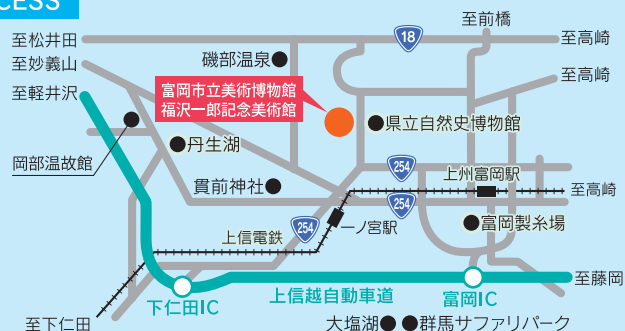 ACCESS
至前橋
至松井田
18
至高崎
至妙義山
磯部温泉
至高崎
至軽井沢
富岡市立美術博物館
福沢一郎記念美術館
県立自然史博物館
丹生湖
岡部温故館
254
上州富岡駅
貫前神社
至高崎
254
254
一ノ宮駅
富岡製糸場
上信電鉄
至藤岡
下仁田IC
上信越自動車道
富岡IC
至下仁田
大塩湖
群馬サファリパーク